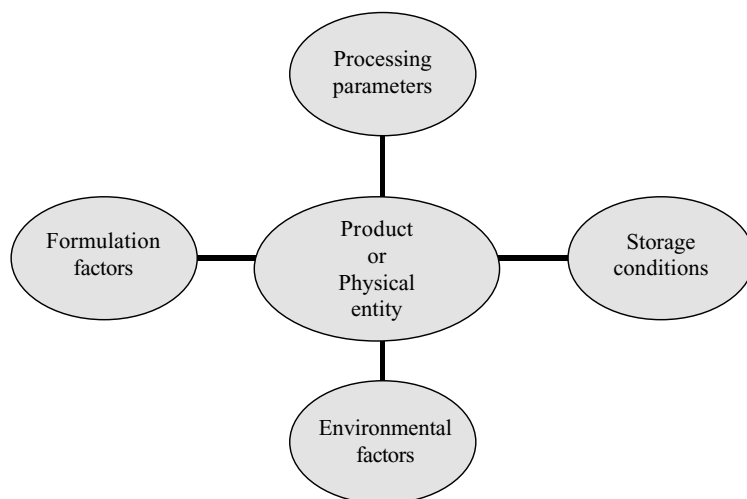 Processing
parameters
Formulation
factors
Product
or
Physical
entity
Storage
conditions
Environmental
factors